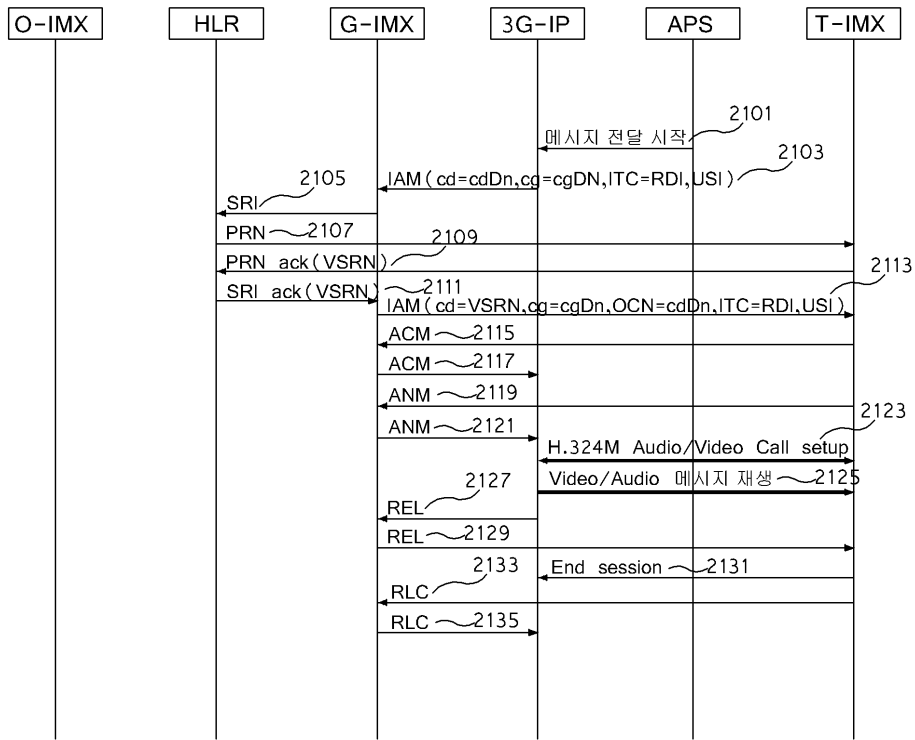 O-IMX HLR G-IMX 3G-IP APS T-IMX
메시지 전달 시작 2101
IAM(cd=cdDn,cg=cgDN,ITC=RDI,USI) 2103
SRI 2105
PRN 2107
PRN ack(VSRN) 2109
SRI ack(VSRN) 2111
IAM(cd=VSRN,cg=cgDn,OCN=cdDn,ITC=RDI,USI) 2113
ACM 2115
ACM 2117
ANM 2119
ANM 2121
H.324M Audio/Video Call setup 2123
Video/Audio 메시지 재생 2125
REL 2127
REL 2129
End session 2131
RLC 2133
RLC 2135